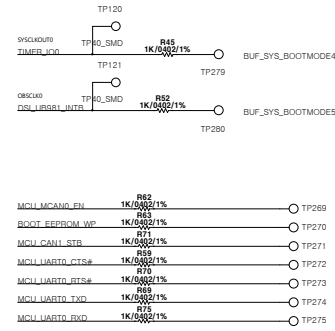 TP120
SYSCLKOUT0
TIMER_IO0
TP40_SMD
R45
1K/0402/1%
BUF_SYS_BOOTMODE4
TP279
TP121
OBSCLK0
DSI_UB981_INTB
TP40_SMD
R52
1K/0402/1%
BUF_SYS_BOOTMODE5
TP280
R62
MCU_MCAN0_EN 1K/0402/1% TP269
R63
BOOT_EEPROM_WP 1K/0402/1% TP270
R71
MCU_CAN1_STB 1K/0402/1% TP271
R59
MCU_UART0_CTS# 1K/0402/1% TP272
R70
MCU_UART0_RTS# 1K/0402/1% TP273
R69
MCU_UART0_TXD 1K/0402/1% TP274
R75
MCU_UART0_RXD 1K/0402/1% TP275